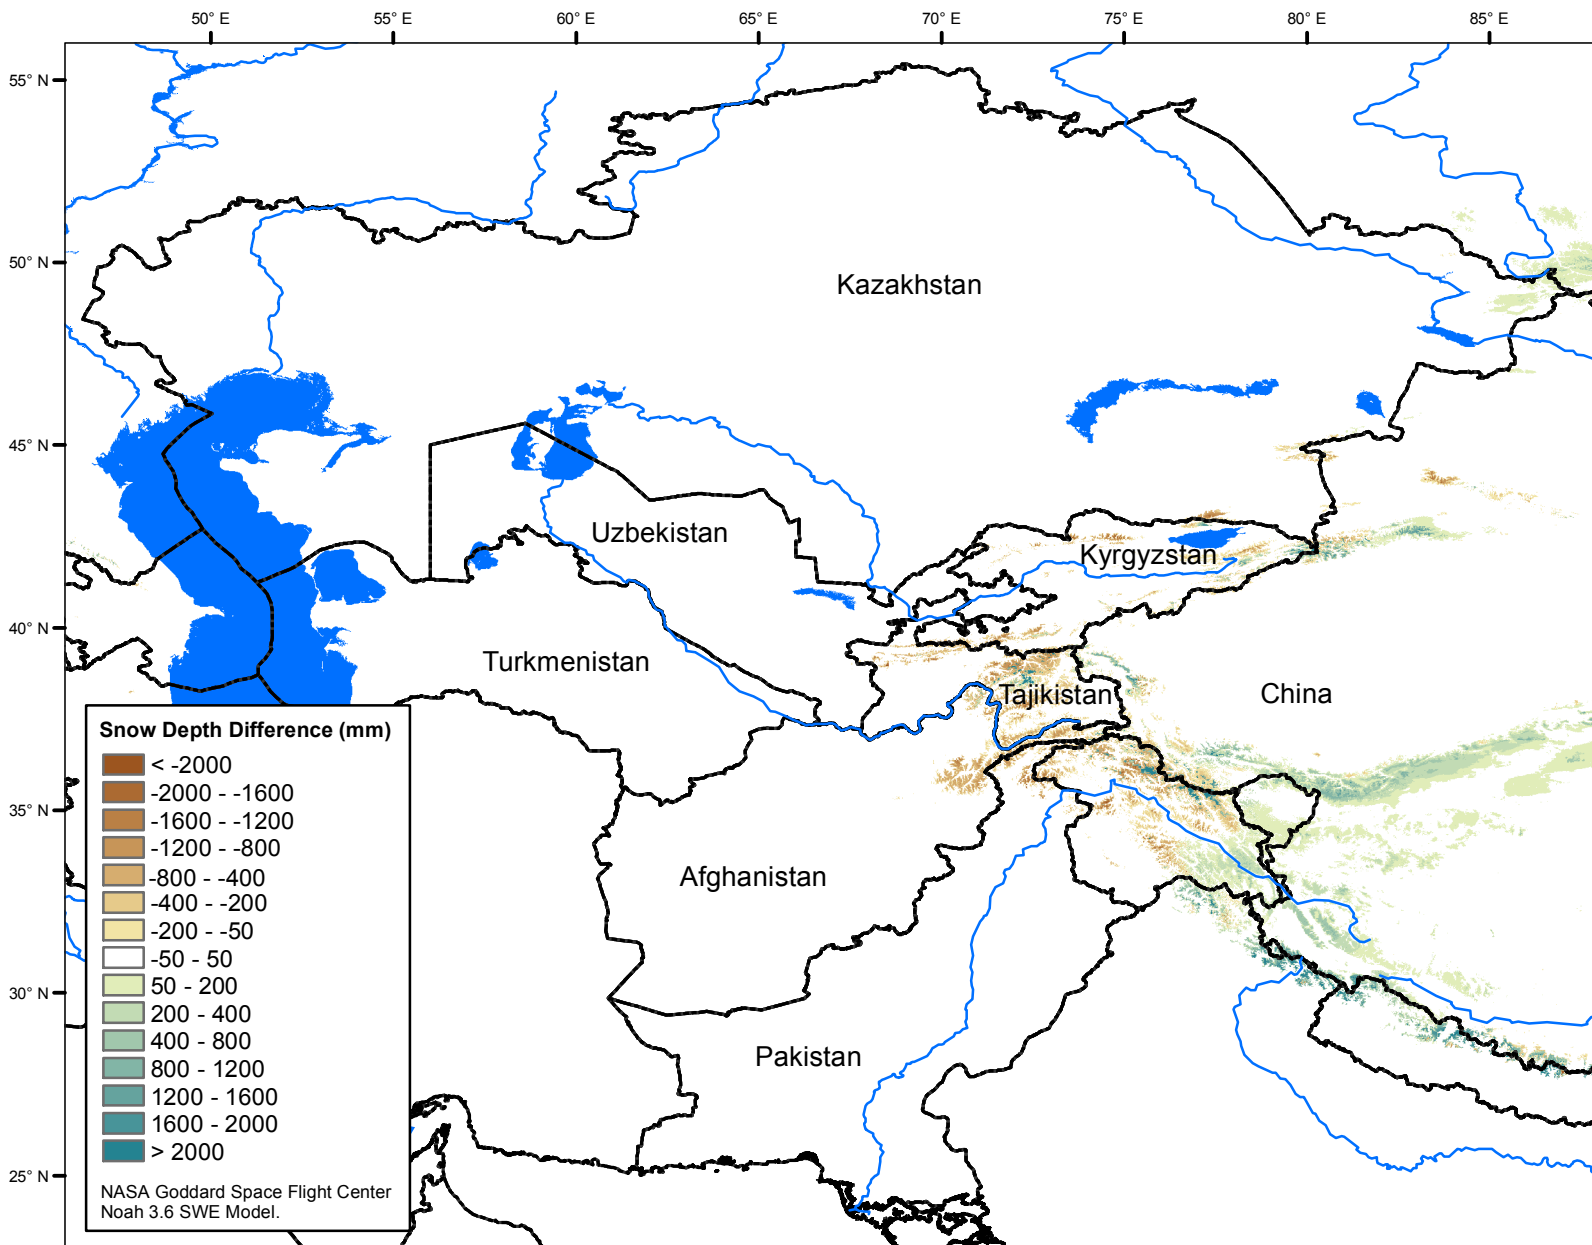 50° E 55° E 60° E 65° E 70° E 75° E 80° E 85° E
55° N
50° N
45° N
40° N
35° N
30° N
25° N
Kazakhstan
Uzbekistan
Kyrgyzstan
Turkmenistan
Tajikistan
China
Afghanistan
Pakistan
Snow Depth Difference (mm)
< -2000
-2000 - -1600
-1600 - -1200
-1200 - -800
-800 - -400
-400 - -200
-200 - -50
-50 - 50
50 - 200
200 - 400
400 - 800
800 - 1200
1200 - 1600
1600 - 2000
> 2000
NASA Goddard Space Flight Center
Noah 3.6 SWE Model.